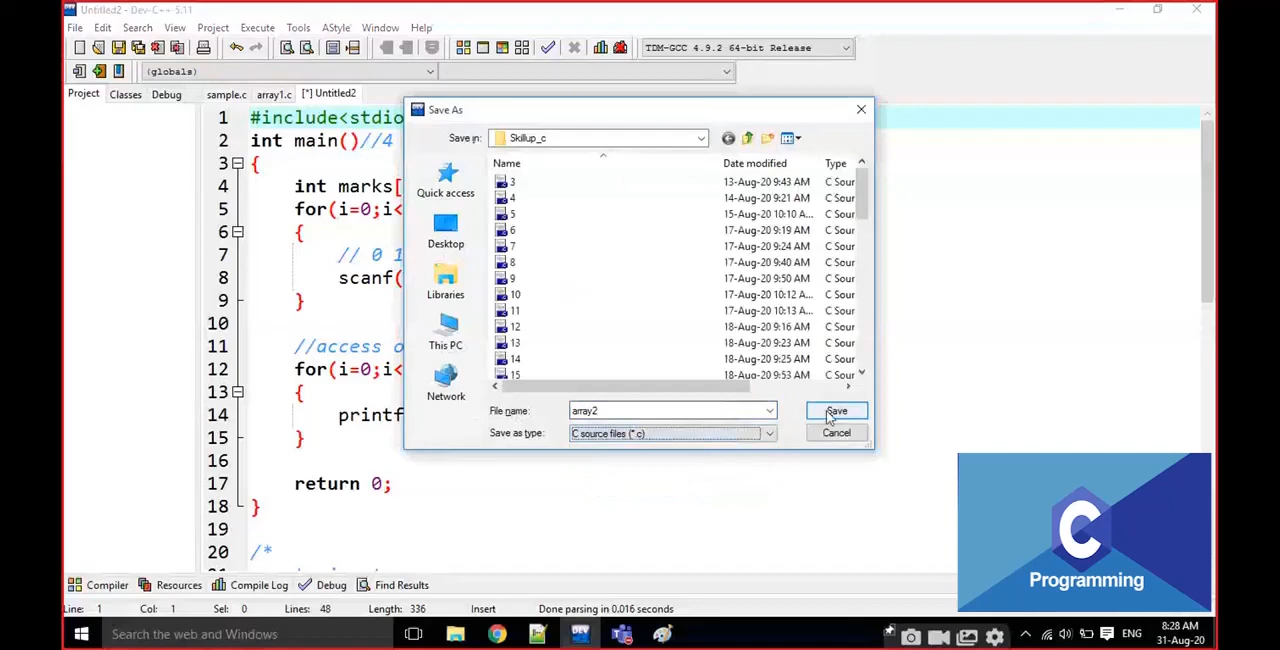 Untitled2 - Dev-C++ 5.11
File Edit Search View Project Execute Tools AStyle Window Help
TDM-GCC 4.9.2 64-bit Release
(globals)
Project Classes Debug sample.c array1.c [*] Untitled2
1 #include<stdio
2 int main()//4
3 {
4 int marks[
5 for(i=0;i<
6 {
7 // 0 1
8 scanf(
9 }
10
11 //access o
12 for(i=0;i<
13 {
14 printf
15 }
16
17 return 0;
18 }
19
20 /*
Save As
Save in: Skillup_c
Name Date modified Type
3 13-Aug-20 9:43 AM C Sour
4 14-Aug-20 9:21 AM C Sour
5 15-Aug-20 10:10 A... C Sour
6 17-Aug-20 9:19 AM C Sour
7 17-Aug-20 9:24 AM C Sour
8 17-Aug-20 9:40 AM C Sour
9 17-Aug-20 9:50 AM C Sour
10 17-Aug-20 10:12 A... C Sour
11 17-Aug-20 10:13 A... C Sour
12 18-Aug-20 9:16 AM C Sour
13 18-Aug-20 9:23 AM C Sour
14 18-Aug-20 9:25 AM C Sour
15 18-Aug-20 9:53 AM C Sour
Quick access
Desktop
Libraries
This PC
Network
File name: array2 Save
Save as type: C source files (*.c) Cancel
C
Programming
Compiler Resources Compile Log Debug Find Results
Line: 1 Col: 1 Sel: 0 Lines: 48 Length: 336 Insert Done parsing in 0.016 seconds
Search the web and Windows
DEV
ENG
8:28 AM
31-Aug-20